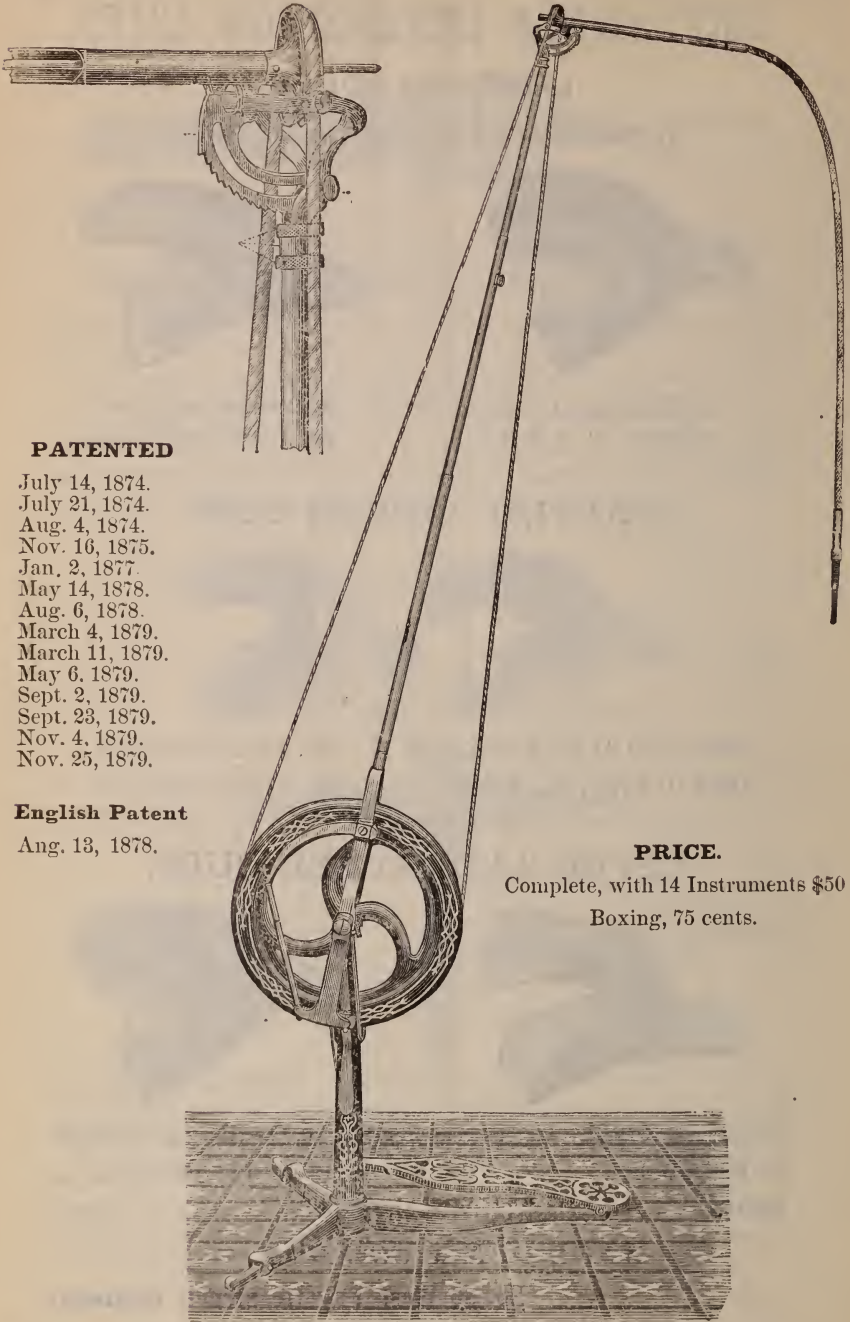 PATENTED
July 14, 1874.
July 21, 1874.
Aug. 4, 1874.
Nov. 16, 1875.
Jan. 2, 1877.
May 14, 1878.
Aug. 6, 1878.
March 4, 1879.
March 11, 1879.
May 6. 1879.
Sept. 2, 1879.
Sept. 23, 1879.
Nov. 4, 1879.
Nov. 25, 1879.
English Patent
Aug. 13, 1878.
PRICE.
Complete, with 14 Instruments $50
Boxing, 75 cents.